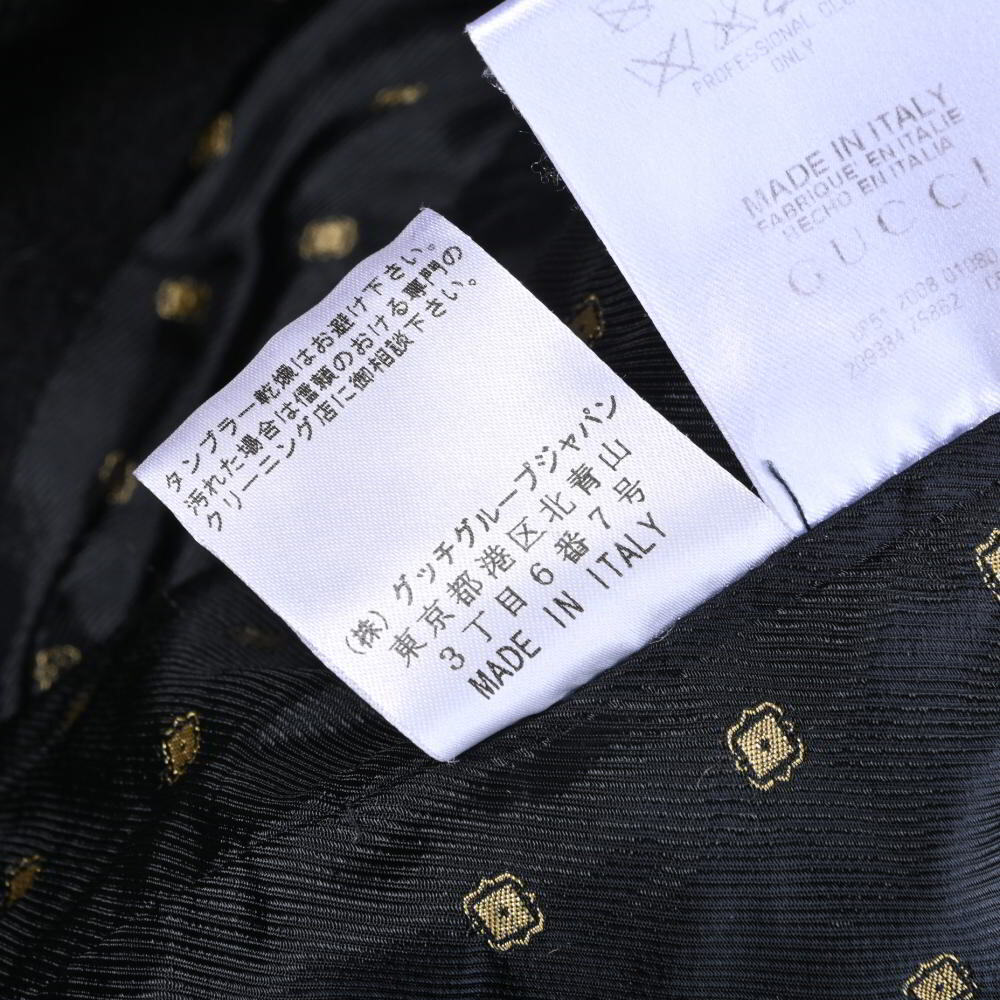 タンブラー乾燥はお避け下さい。
汚れた場合は信頼のおける専門の
クリーニング店に御相談下さい。
(株) グッチグループジャパン
東京都港区北青山
3丁目6番7号
MADE IN ITALY
PROFESSIONAL
ONLY
MADE IN ITALY
FABRIQUE EN ITALIE
HECHO EN ITALIA
GUCCI
2008 01080
209384